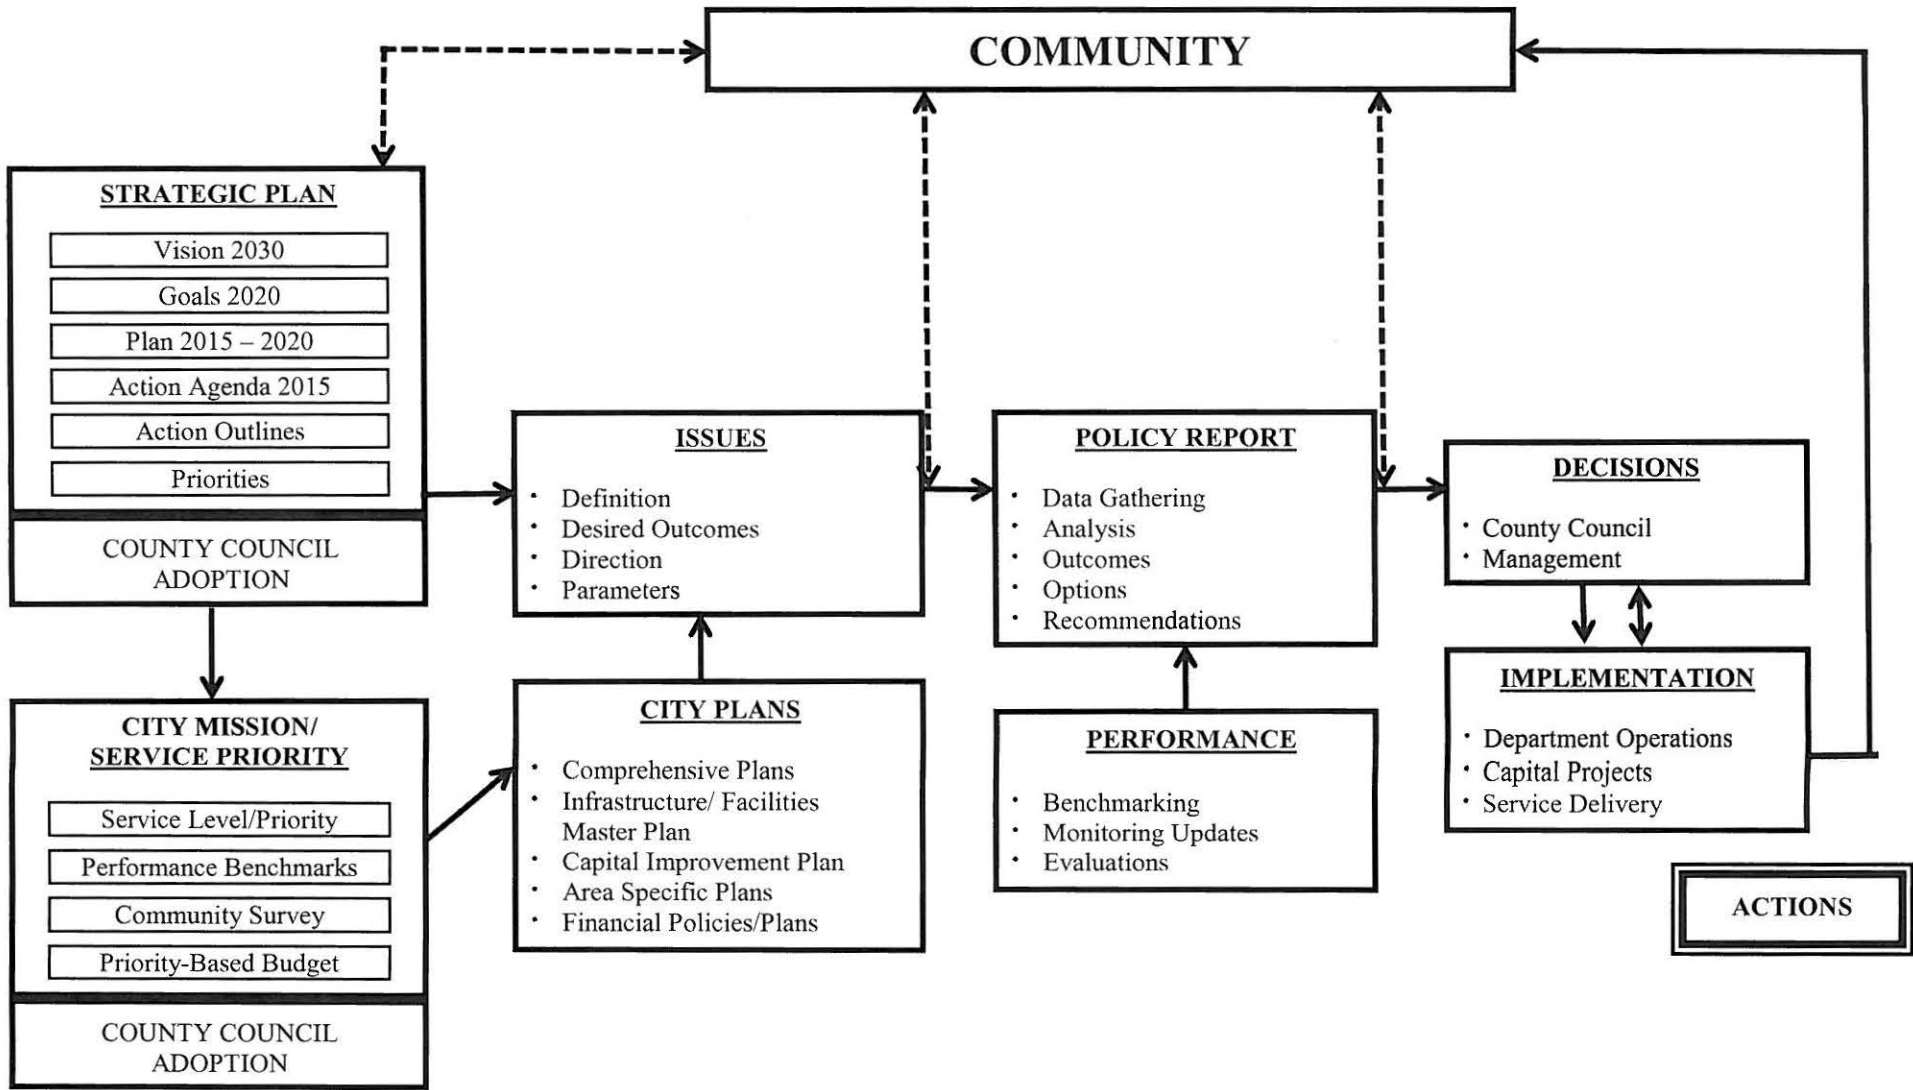 COMMUNITY
STRATEGIC PLAN
Vision 2030
Goals 2020
Plan 2015 – 2020
Action Agenda 2015
Action Outlines
Priorities
COUNTY COUNCIL
ADOPTION
CITY MISSION/
SERVICE PRIORITY
Service Level/Priority
Performance Benchmarks
Community Survey
Priority-Based Budget
COUNTY COUNCIL
ADOPTION
ISSUES
· Definition
· Desired Outcomes
· Direction
· Parameters
CITY PLANS
· Comprehensive Plans
· Infrastructure/ Facilities
Master Plan
· Capital Improvement Plan
· Area Specific Plans
· Financial Policies/Plans
POLICY REPORT
· Data Gathering
· Analysis
· Outcomes
· Options
· Recommendations
PERFORMANCE
· Benchmarking
· Monitoring Updates
· Evaluations
DECISIONS
· County Council
· Management
IMPLEMENTATION
· Department Operations
· Capital Projects
· Service Delivery
ACTIONS